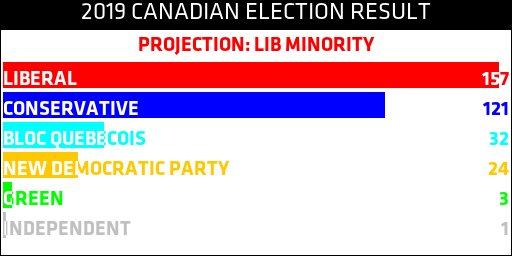 2019 CANADIAN ELECTION RESULT
PROJECTION: LIB MINORITY
LIBERAL 157
CONSERVATIVE 121
BLOC QUEBECOIS 32
NEW DEMOCRATIC PARTY 24
GREEN 3
INDEPENDENT 1